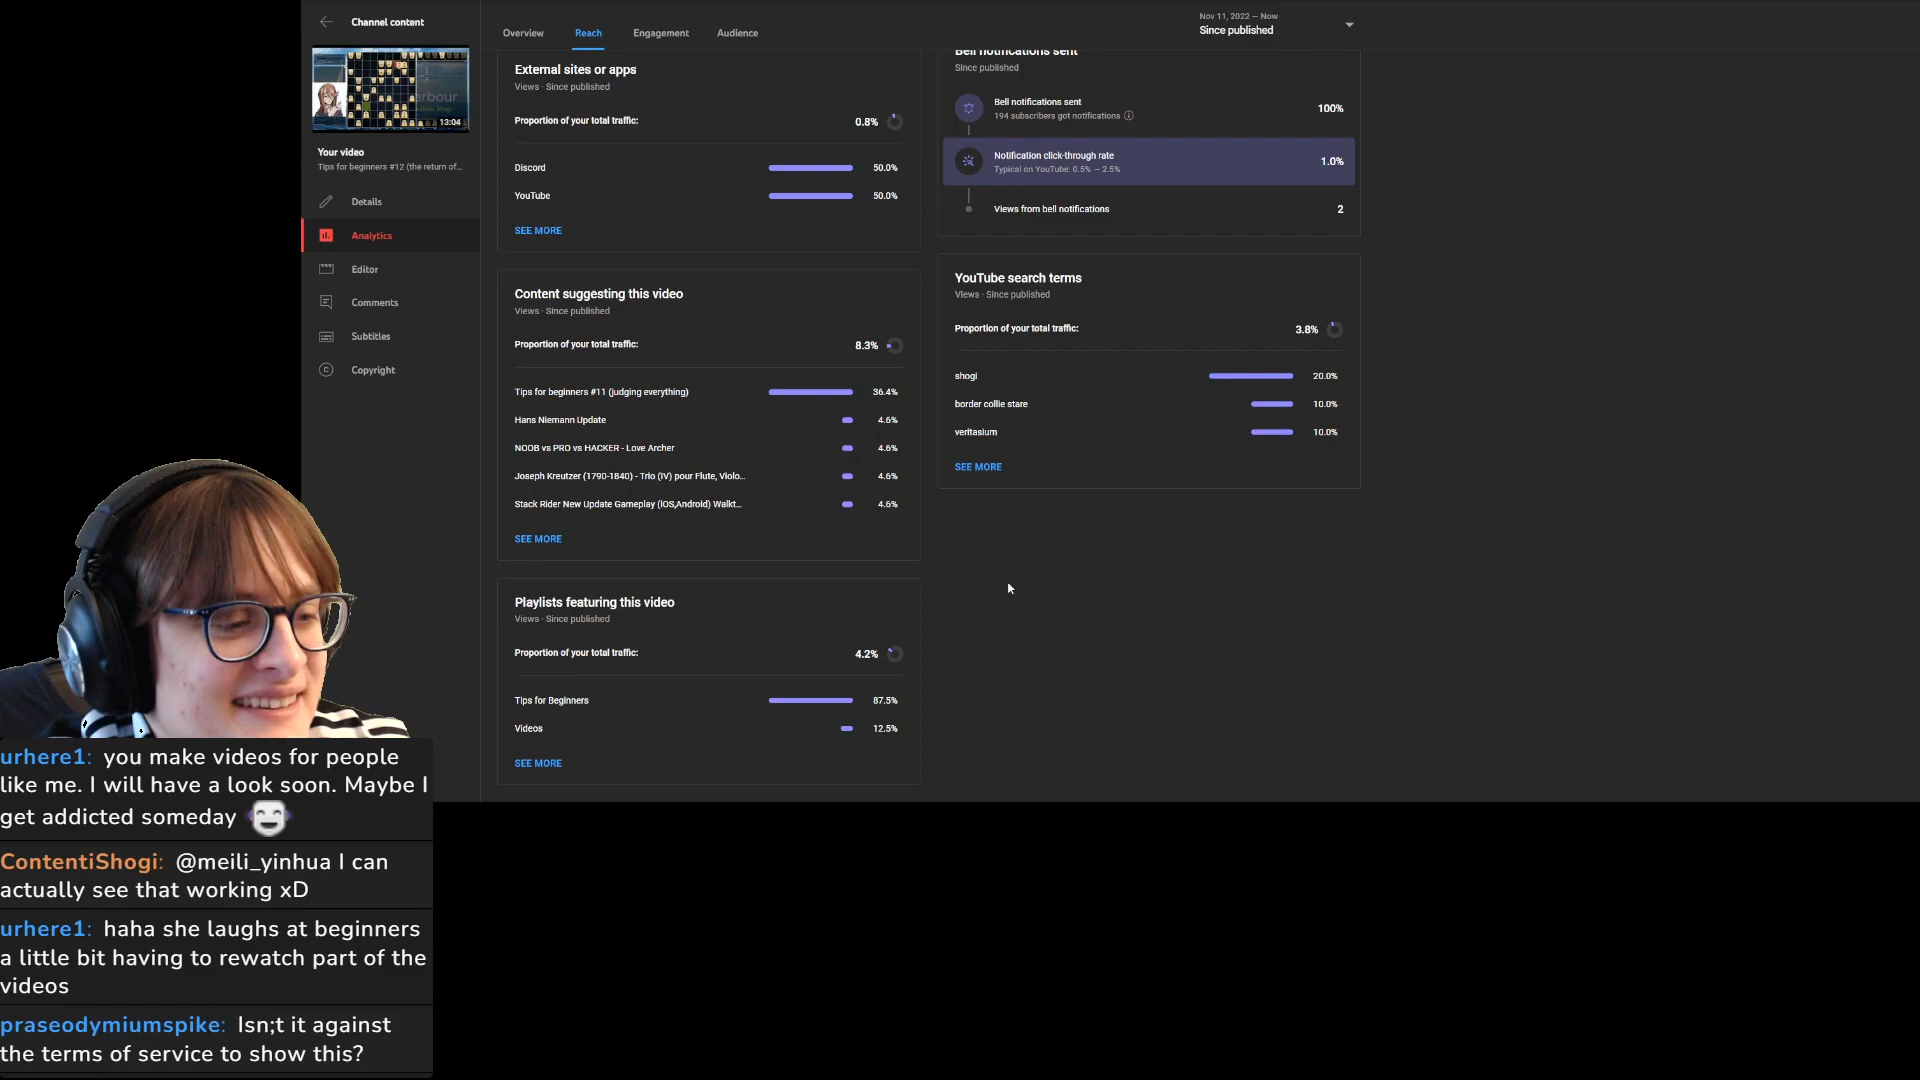 Channel content
13:04
Your video
Tips for beginners #12 (the return of...
Details
Analytics
Editor
Comments
Subtitles
Copyright
Overview
Reach
Engagement
Audience
Nov 11, 2022 — Now
Since published
External sites or apps
Views · Since published
Proportion of your total traffic: 0.8%
Discord 50.0%
YouTube 50.0%
SEE MORE
Content suggesting this video
Views · Since published
Proportion of your total traffic: 8.3%
Tips for beginners #11 (judging everything) 36.4%
Hans Niemann Update 4.6%
NOOB vs PRO vs HACKER - Love Archer 4.6%
Joseph Kreutzer (1790-1840) - Trio (IV) pour Flute, Violo... 4.6%
Stack Rider New Update Gameplay (iOS,Android) Walkt... 4.6%
SEE MORE
Playlists featuring this video
Views · Since published
Proportion of your total traffic: 4.2%
Tips for Beginners 87.5%
Videos 12.5%
SEE MORE
Bell notifications sent
Since published
Bell notifications sent 100%
194 subscribers got notifications
Notification click-through rate 1.0%
Typical on YouTube: 0.5% — 2.5%
Views from bell notifications 2
YouTube search terms
Views · Since published
Proportion of your total traffic: 3.8%
shogi 20.0%
border collie stare 10.0%
veritasium 10.0%
SEE MORE
urhere1: you make videos for people
like me. I will have a look soon. Maybe I
get addicted someday
ContentiShogi: @meili_yinhua I can
actually see that working xD
urhere1: haha she laughs at beginners
a little bit having to rewatch part of the
videos
praseodymiumspike: Isn;t it against
the terms of service to show this?